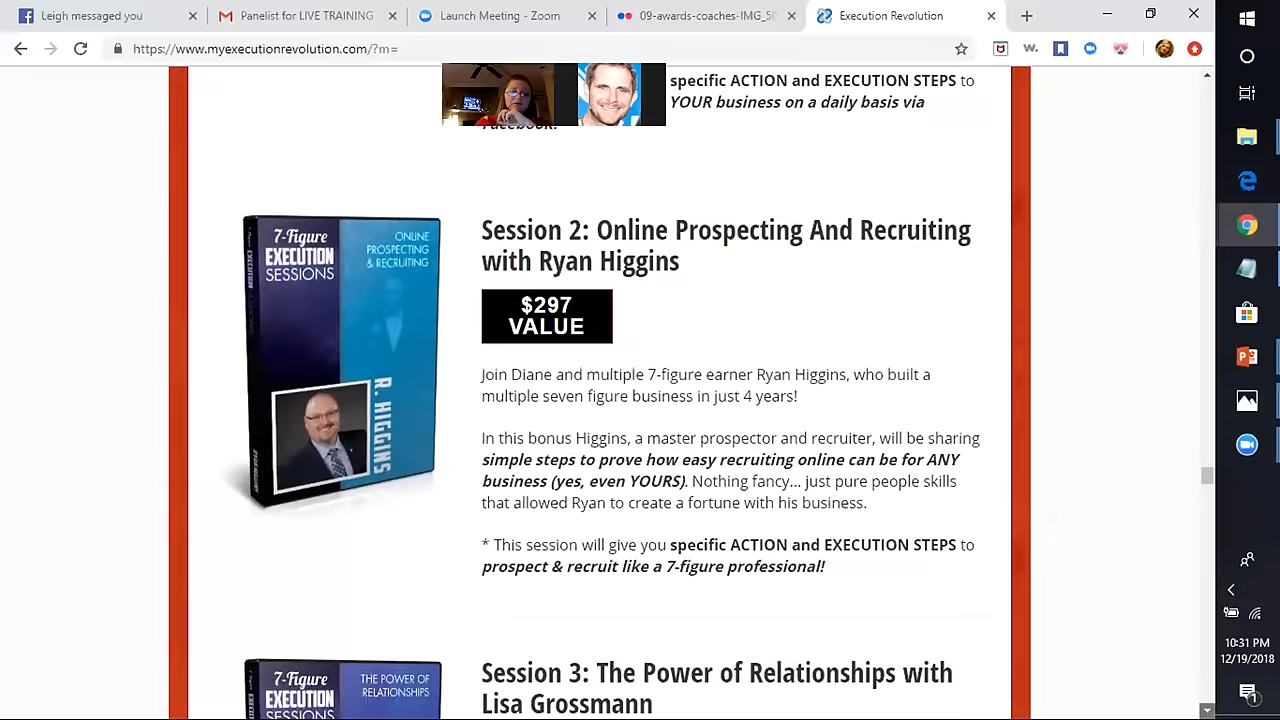 Leigh messaged you
Panelist for LIVE TRAINING
Launch Meeting - Zoom
09-awards-coaches-IMG_50
Execution Revolution
https://www.myexecutionrevolution.com/?m=
specific ACTION and EXECUTION STEPS to
YOUR business on a daily basis via
Facebook!
7-Figure
EXECUTION
SESSIONS
ONLINE
PROSPECTING
& RECRUITING
R. HIGGINS
Session 2: Online Prospecting And Recruiting
with Ryan Higgins
$297
VALUE
Join Diane and multiple 7-figure earner Ryan Higgins, who built a
multiple seven figure business in just 4 years!
In this bonus Higgins, a master prospector and recruiter, will be sharing
simple steps to prove how easy recruiting online can be for ANY
business (yes, even YOURS). Nothing fancy... just pure people skills
that allowed Ryan to create a fortune with his business.
* This session will give you specific ACTION and EXECUTION STEPS to
prospect & recruit like a 7-figure professional!
7-Figure
EXECUTION
SESSIONS
THE POWER OF
RELATIONSHIPS
Session 3: The Power of Relationships with
Lisa Grossmann
10:31 PM
12/19/2018
1